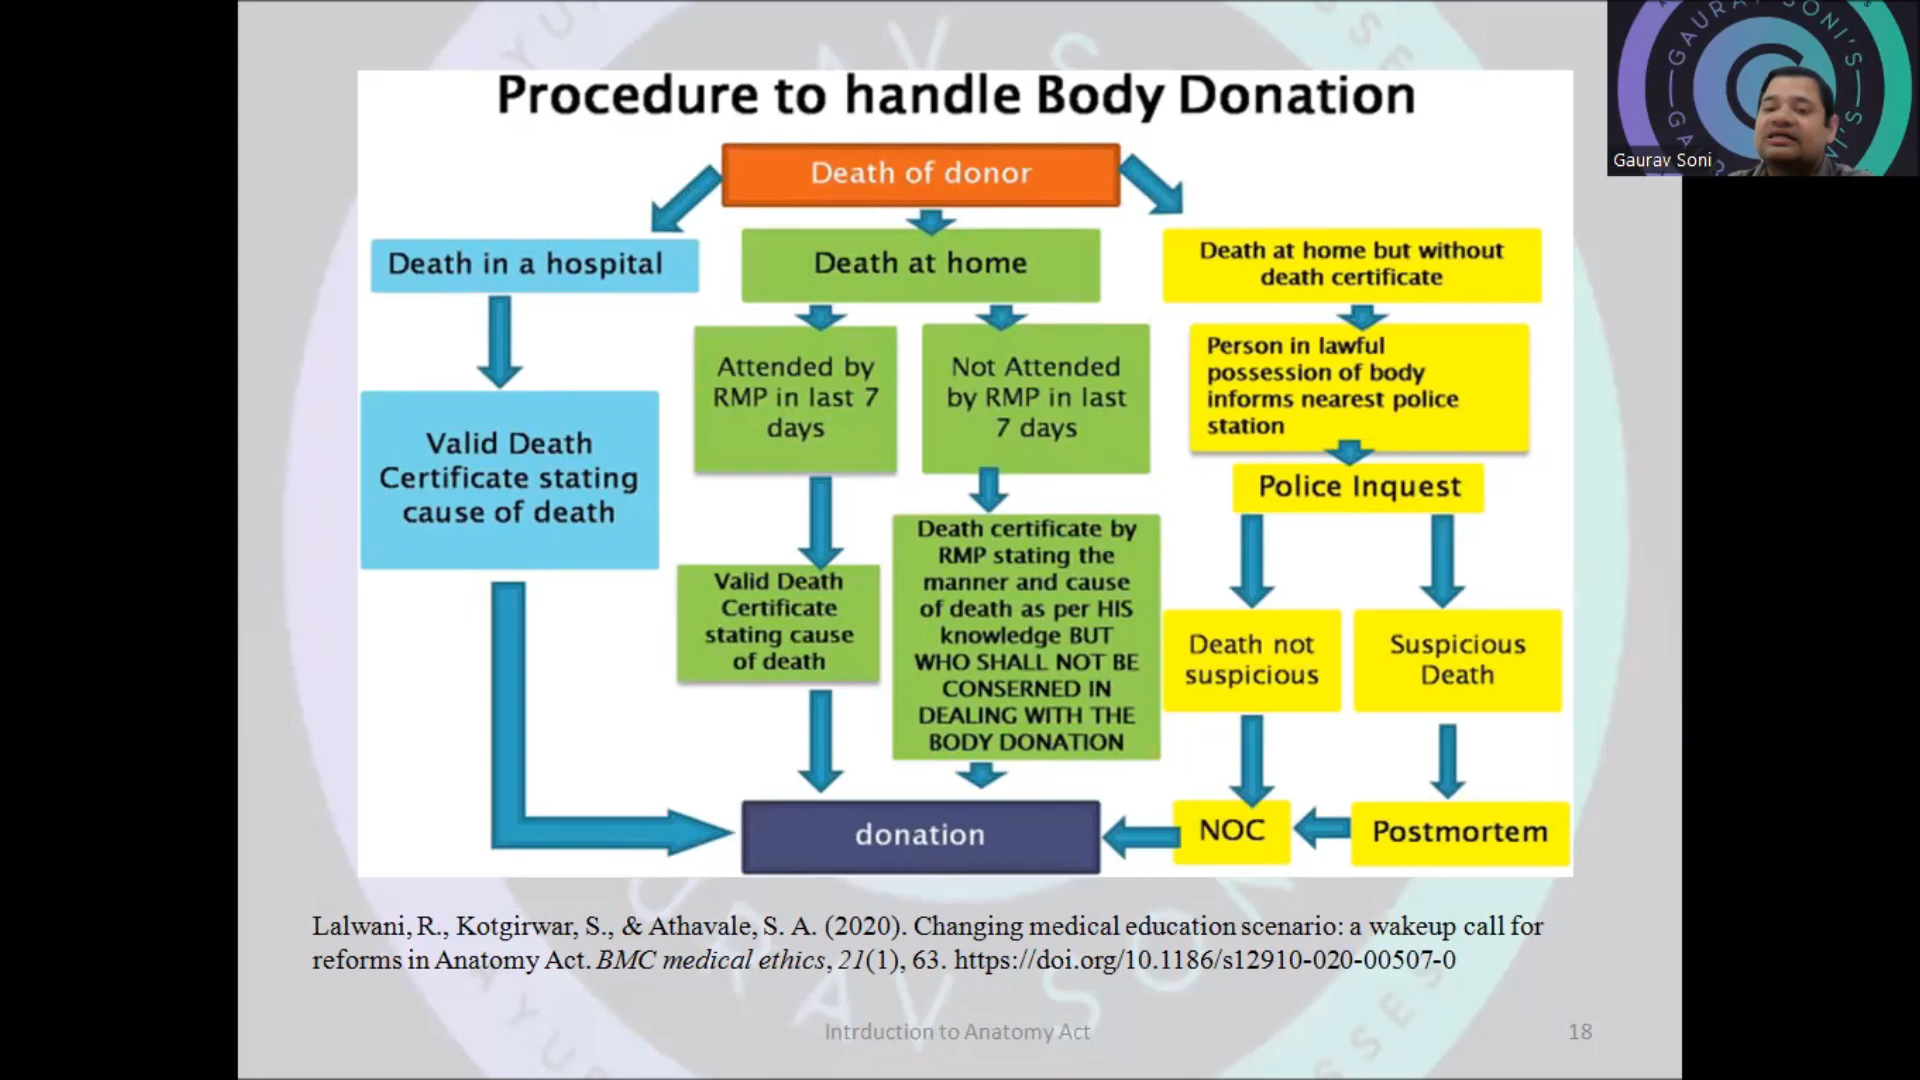 Procedure to handle Body Donation
Death of donor
Death in a hospital
Valid Death
Certificate stating
cause of death
Death at home
Attended by
RMP in last 7
days
Valid Death
Certificate
stating cause
of death
Not Attended
by RMP in last
7 days
Death certificate by
RMP stating the
manner and cause
of death as per HIS
knowledge BUT
WHO SHALL NOT BE
CONSERNED IN
DEALING WITH THE
BODY DONATION
Death at home but without
death certificate
Person in lawful
possession of body
informs nearest police
station
Police Inquest
Death not
suspicious
Suspicious
Death
donation
NOC
Postmortem
Lalwani, R., Kotgirwar, S., & Athavale, S. A. (2020). Changing medical education scenario: a wakeup call for
reforms in Anatomy Act. BMC medical ethics, 21(1), 63. https://doi.org/10.1186/s12910-020-00507-0
Intrduction to Anatomy Act
18
GAURAV SONI'S
Gaurav Soni